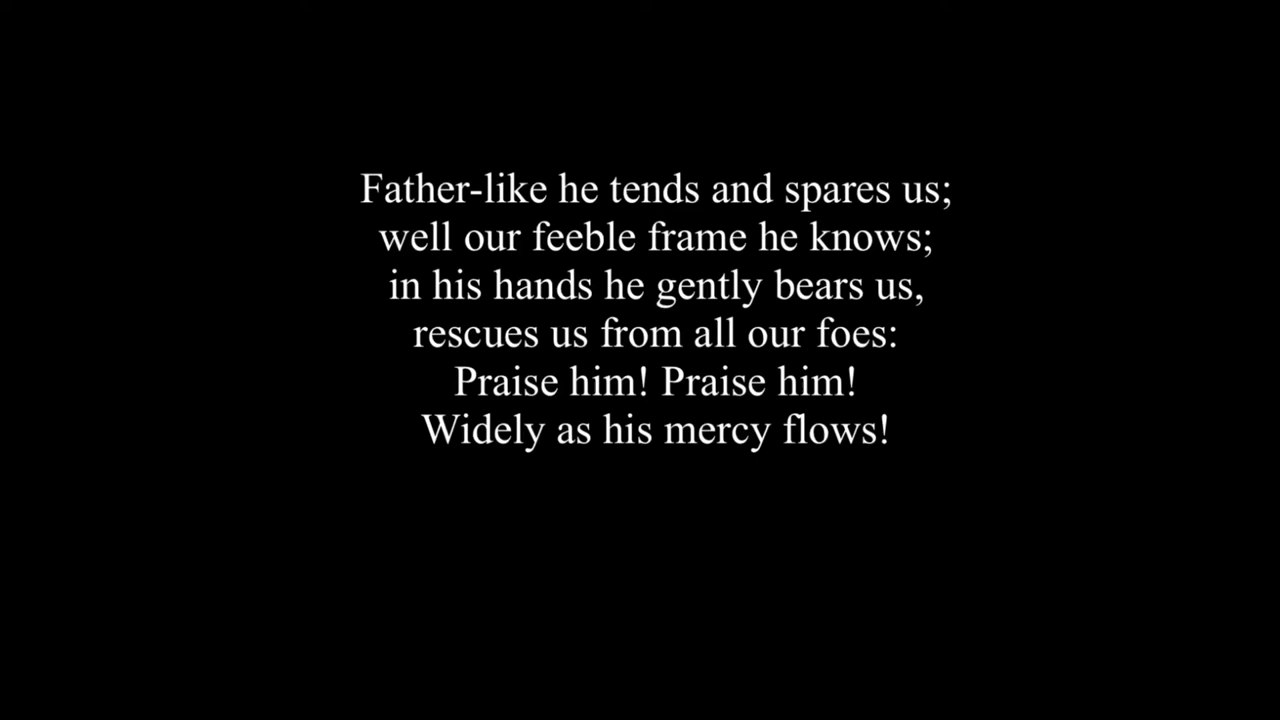 Father-like he tends and spares us;
well our feeble frame he knows;
in his hands he gently bears us,
rescues us from all our foes:
Praise him! Praise him!
Widely as his mercy flows!